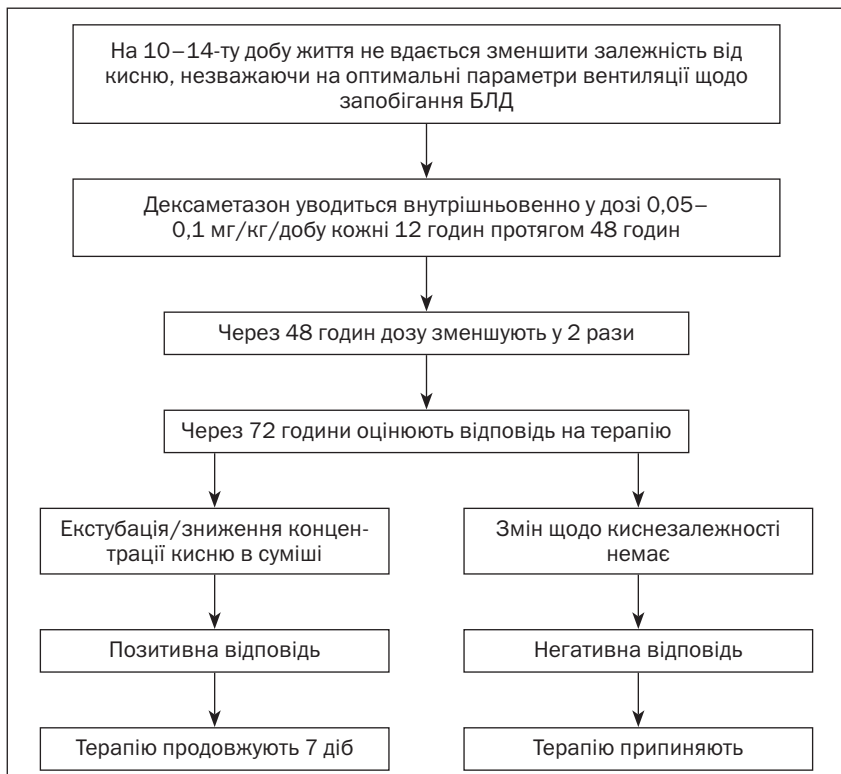 На 10–14-ту добу життя не вдається зменшити залежність від
кисню, незважаючи на оптимальні параметри вентиляції щодо
запобігання БЛД
Дексаметазон уводиться внутрішньовенно у дозі 0,05–
0,1 мг/кг/добу кожні 12 годин протягом 48 годин
Через 48 годин дозу зменшують у 2 рази
Через 72 години оцінюють відповідь на терапію
Екстубація/зниження концен-
трації кисню в суміші
Змін щодо киснезалежності
немає
Позитивна відповідь
Негативна відповідь
Терапію продовжують 7 діб
Терапію припиняють